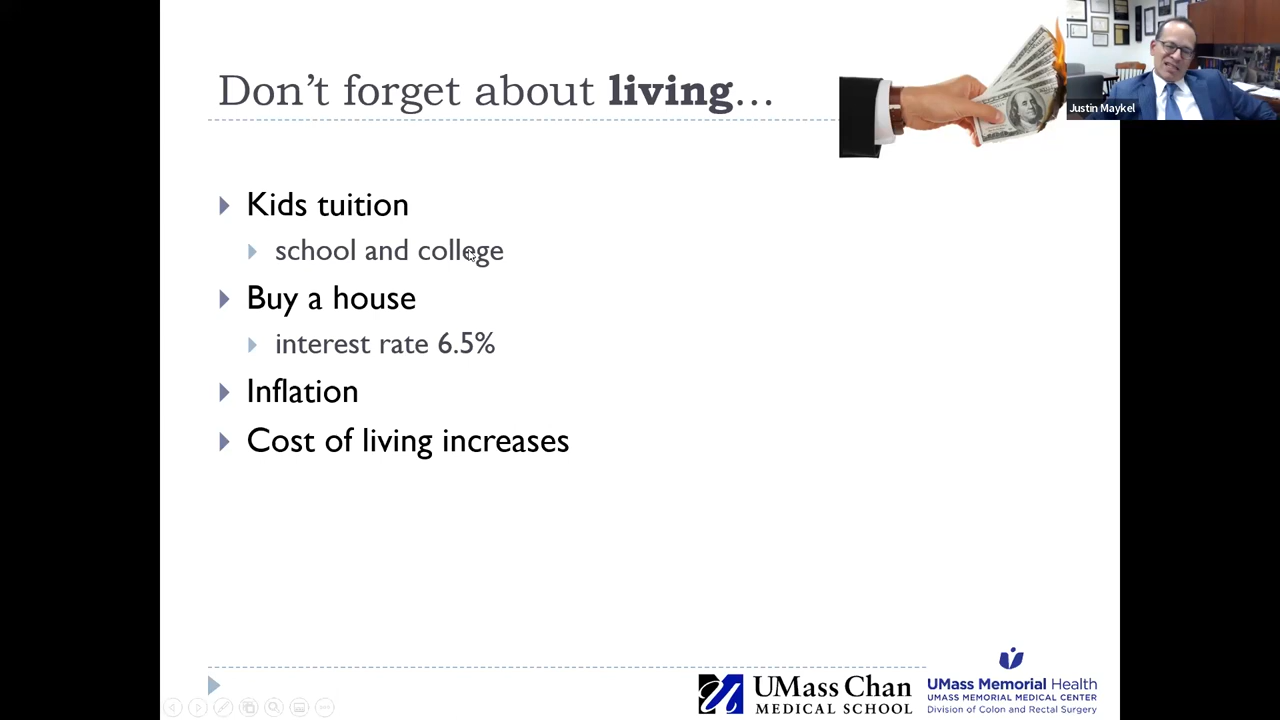 Don't forget about living...
Justin Maykel
Kids tuition
school and college
Buy a house
interest rate 6.5%
Inflation
Cost of living increases
UMass Chan
MEDICAL SCHOOL
UMass Memorial Health
UMASS MEMORIAL MEDICAL CENTER
Division of Colon and Rectal Surgery